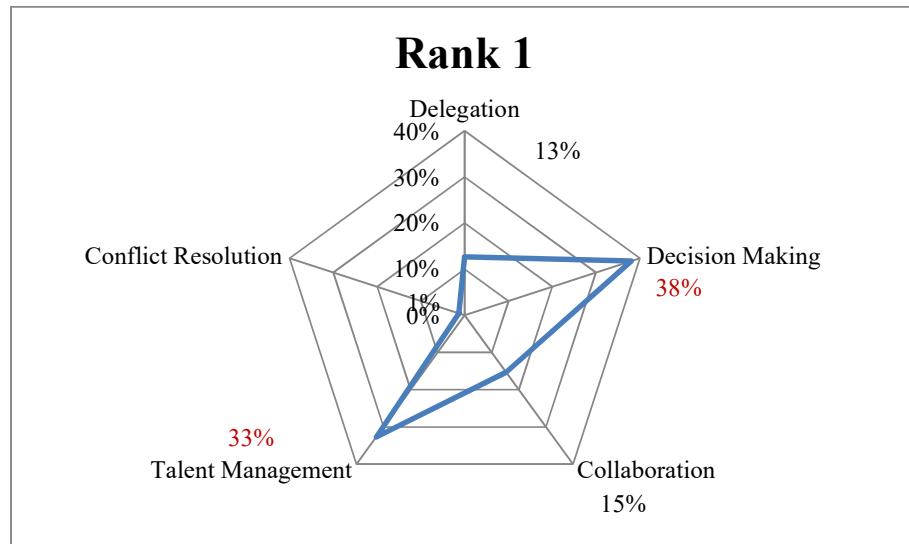 Rank 1
Delegation
40%
13%
30%
20%
Conflict Resolution
Decision Making
10%
38%
1%
0%
33%
Talent Management
Collaboration
15%